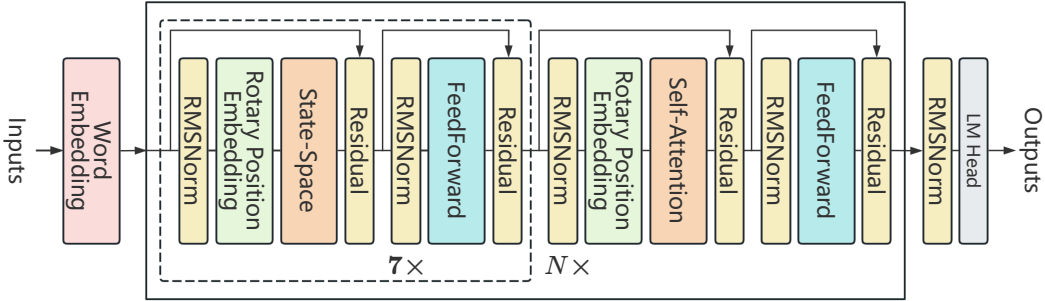 Inputs
Word
Embedding
RMSNorm
Rotary Position
Embedding
State-Space
Residual
RMSNorm
FeedForward
Residual
7×
RMSNorm
Rotary Position
Embedding
Self-Attention
Residual
RMSNorm
FeedForward
Residual
N×
RMSNorm
LM Head
Outputs